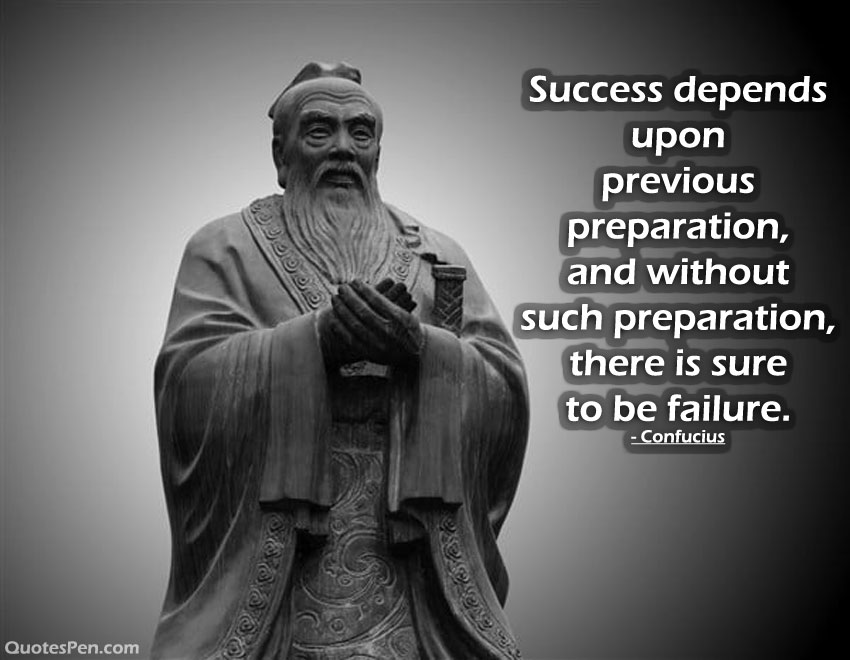 Success depends
upon
previous
preparation,
and without
such preparation,
there is sure
to be failure.
- Confucius
QuotesPen.com